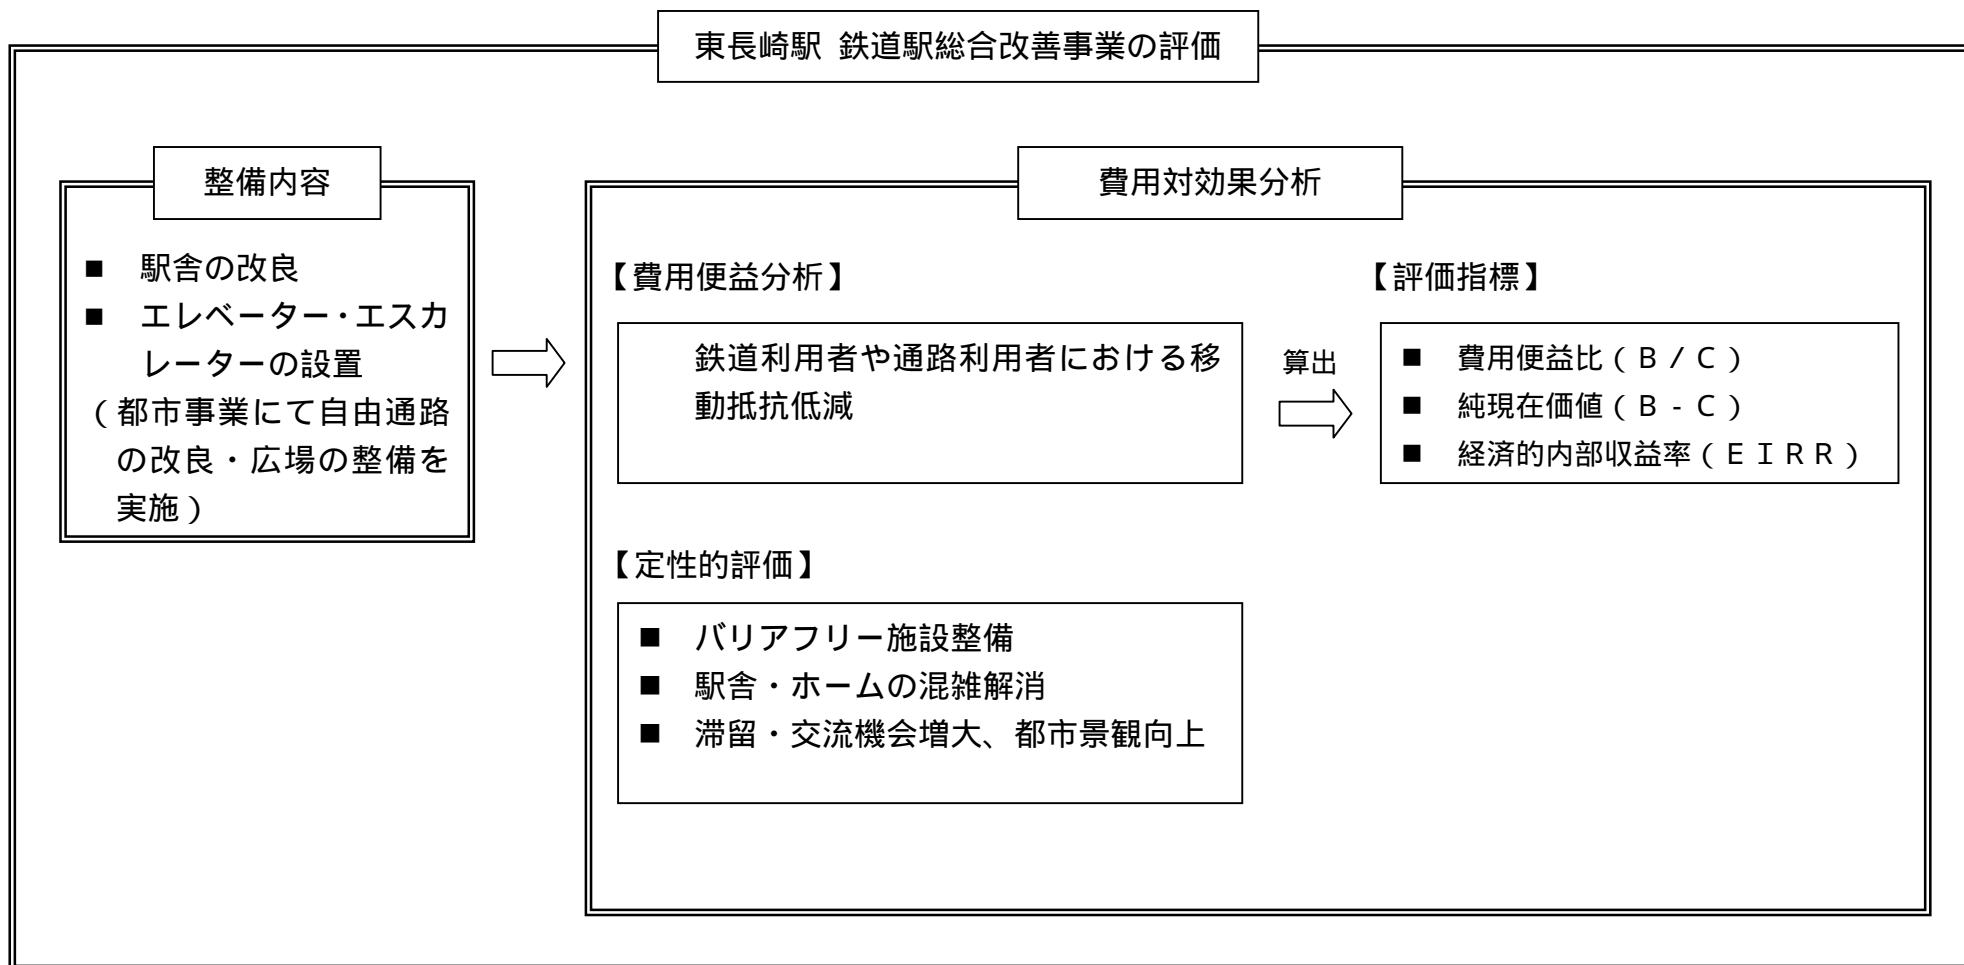 東長崎駅 鉄道駅総合改善事業の評価
整備内容
■ 駅舎の改良
■ エレベーター・エスカ
レーターの設置
(都市事業にて自由通路
の改良・広場の整備を
実施)
費用対効果分析
【費用便益分析】
鉄道利用者や通路利用者における移
動抵抗低減
算出
【評価指標】
■ 費用便益比(B/C)
■ 純現在価値(B-C)
■ 経済的内部収益率(EIRR)
【定性的評価】
■ バリアフリー施設整備
■ 駅舎・ホームの混雑解消
■ 滞留・交流機会増大、都市景観向上